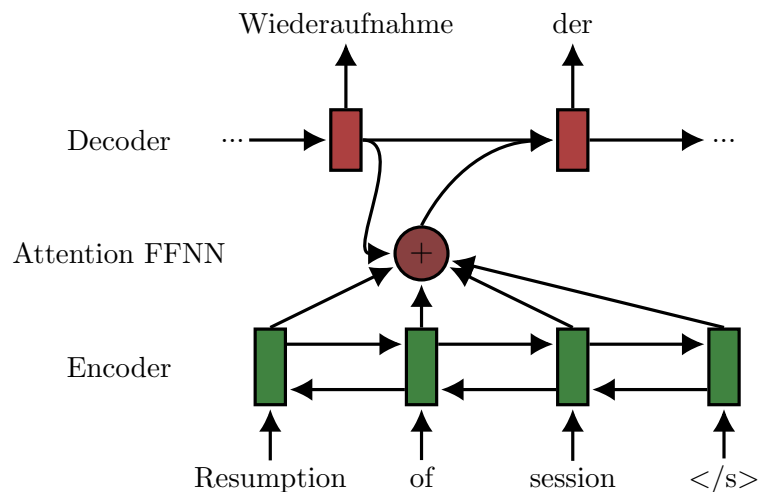 Wiederaufnahme der
Decoder ... ...
Attention FFNN +
Encoder
Resumption of session </s>